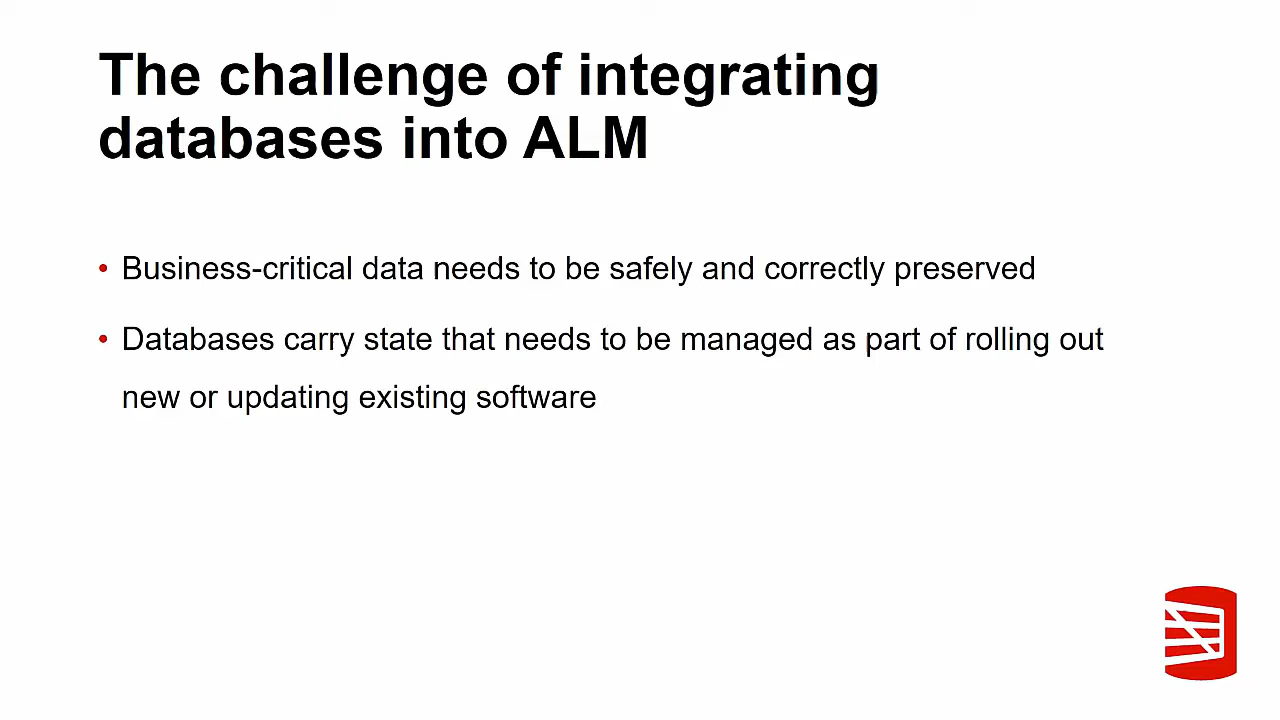 The challenge of integrating
databases into ALM
• Business-critical data needs to be safely and correctly preserved
• Databases carry state that needs to be managed as part of rolling out
new or updating existing software